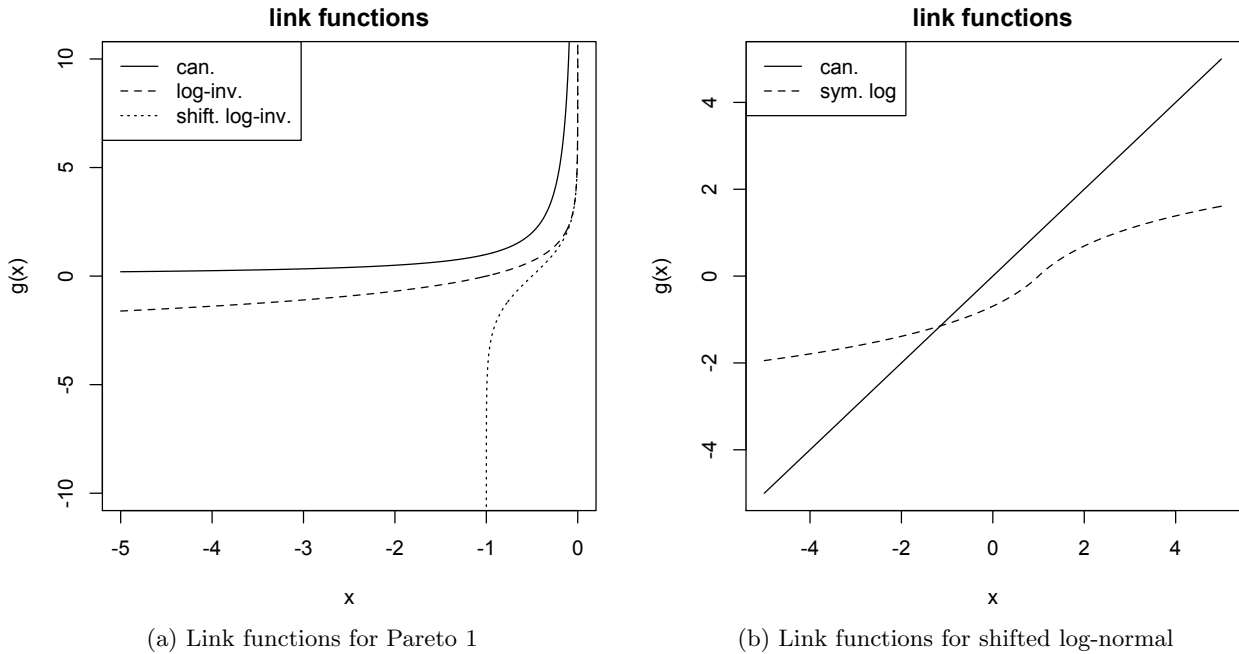 link functions
can.
log-inv.
shift. log-inv.
g(x)
10
5
0
-5
-10
-5 -4 -3 -2 -1 0
x
(a) Link functions for Pareto 1
link functions
can.
sym. log
g(x)
4
2
0
-2
-4
-4 -2 0 2 4
x
(b) Link functions for shifted log-normal